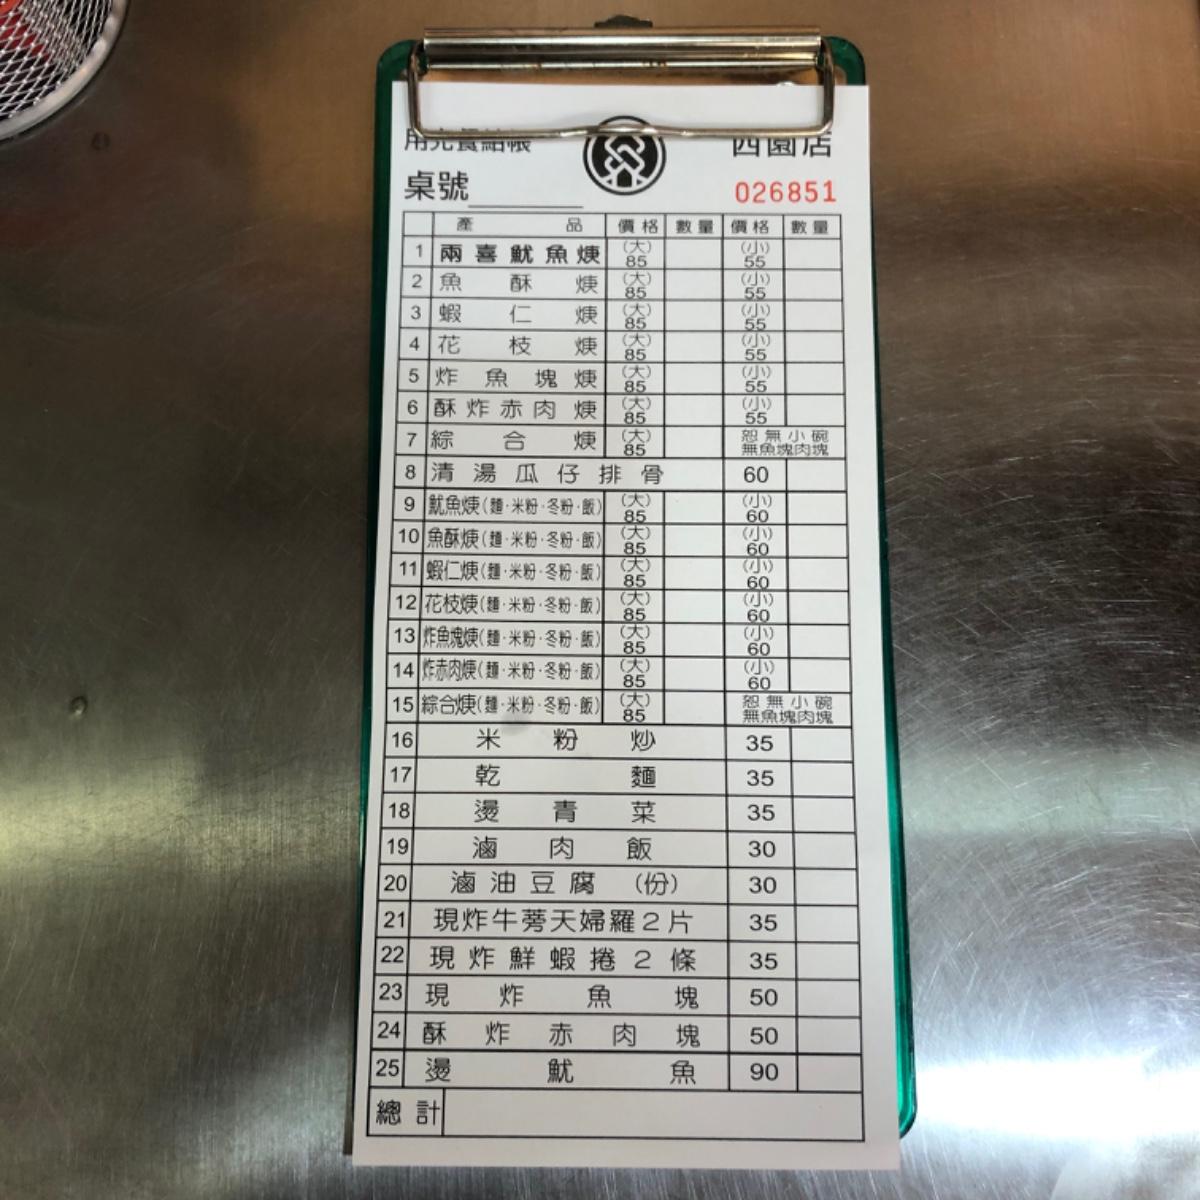 用完餐結帳 西園店
桌號 026851
產品 價格 數量 價格 數量
1 兩喜魷魚焿 (大)85 (小)55
2 魚酥焿 (大)85 (小)55
3 蝦仁焿 (大)85 (小)55
4 花枝焿 (大)85 (小)55
5 炸魚塊焿 (大)85 (小)55
6 酥炸赤肉焿 (大)85 (小)55
7 綜合焿 (大)85 恕無小碗 無魚塊肉塊
8 清湯瓜仔排骨 60
9 魷魚焿(麵·米粉·冬粉·飯) (大)85 (小)60
10 魚酥焿(麵·米粉·冬粉·飯) (大)85 (小)60
11 蝦仁焿(麵·米粉·冬粉·飯) (大)85 (小)60
12 花枝焿(麵·米粉·冬粉·飯) (大)85 (小)60
13 炸魚塊焿(麵·米粉·冬粉·飯) (大)85 (小)60
14 炸赤肉焿(麵·米粉·冬粉·飯) (大)85 (小)60
15 綜合焿(麵·米粉·冬粉·飯) (大)85 恕無小碗 無魚塊肉塊
16 米粉炒 35
17 乾麵 35
18 燙青菜 35
19 滷肉飯 30
20 滷油豆腐(份) 30
21 現炸牛蒡天婦羅2片 35
22 現炸鮮蝦捲2條 35
23 現炸魚塊 50
24 酥炸赤肉塊 50
25 燙魷魚 90
總計